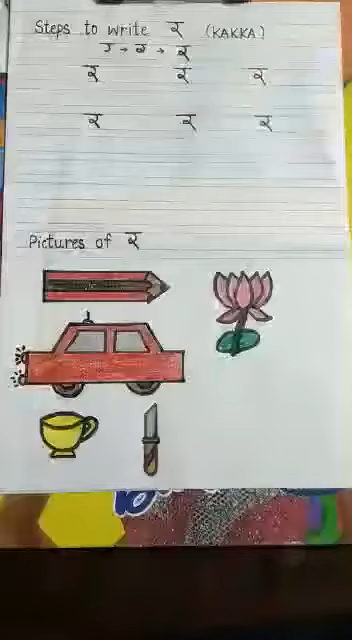 Steps to write ਕ (KAKKA)
→ → ਕ
ਕ ਕ ਕ
ਕ ਕ ਕ
Pictures of ਕ